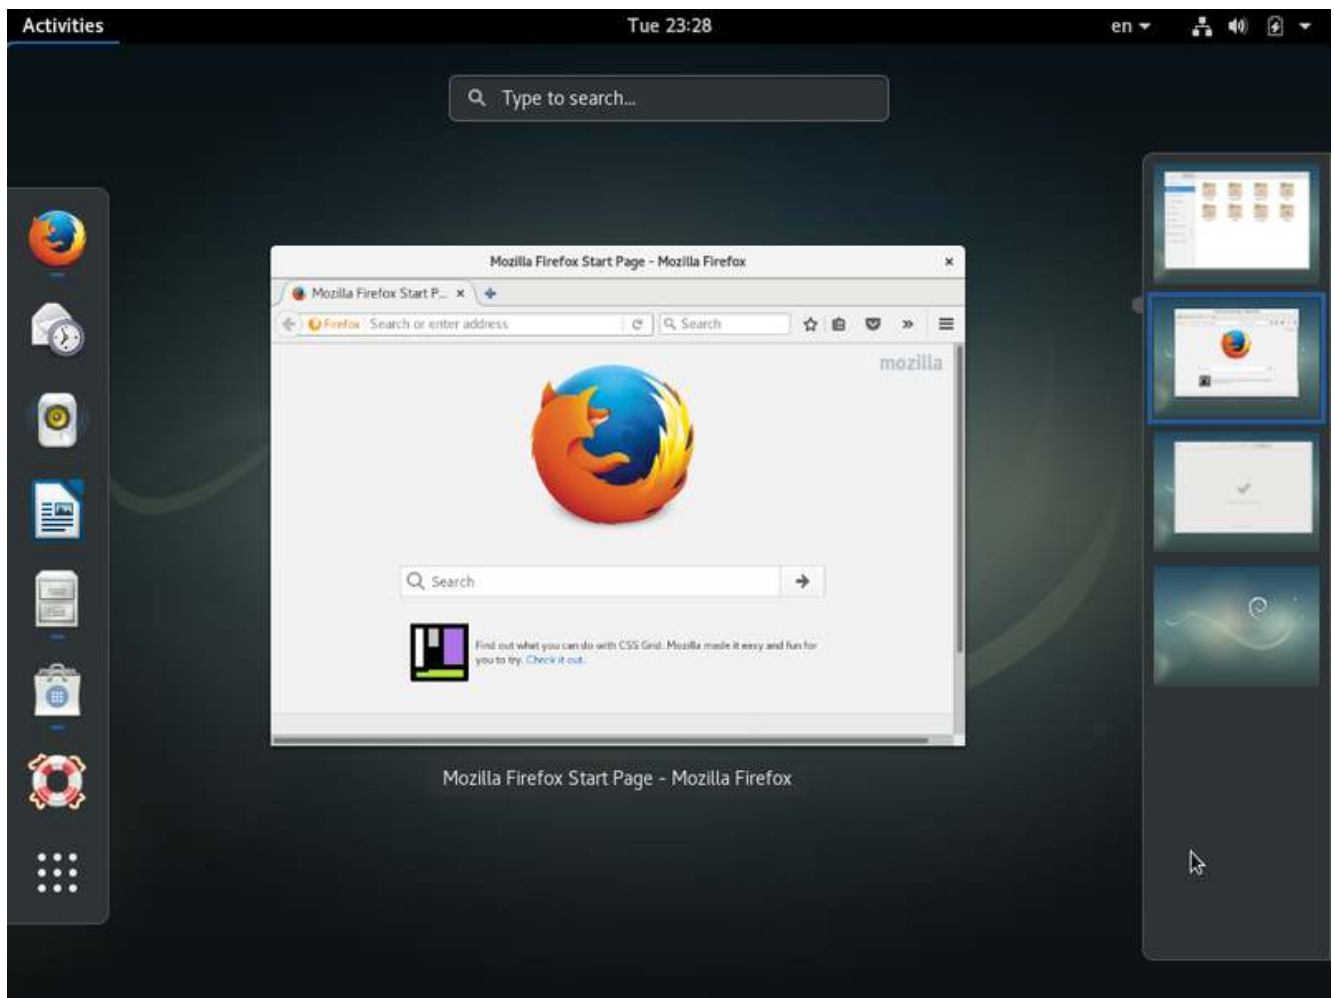 Activities
Tue 23:28
en
Type to search...
Mozilla Firefox Start Page - Mozilla Firefox
Mozilla Firefox Start P...
Firefox
Search or enter address
Search
mozilla
Search
Find out what you can do with CSS Grid. Mozilla made it easy and fun for
you to try. Check it out.
Mozilla Firefox Start Page - Mozilla Firefox